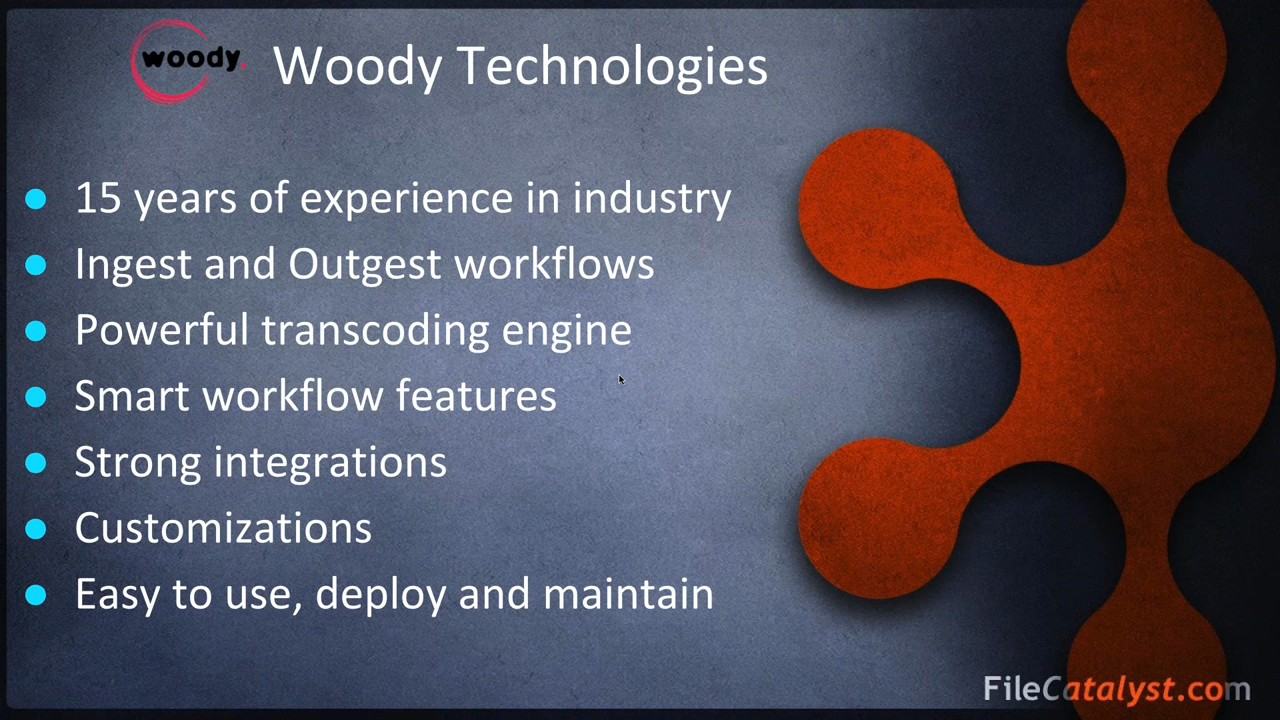 woody.
Woody Technologies
15 years of experience in industry
Ingest and Outgest workflows
Powerful transcoding engine
Smart workflow features
Strong integrations
Customizations
Easy to use, deploy and maintain
FileCatalyst.com